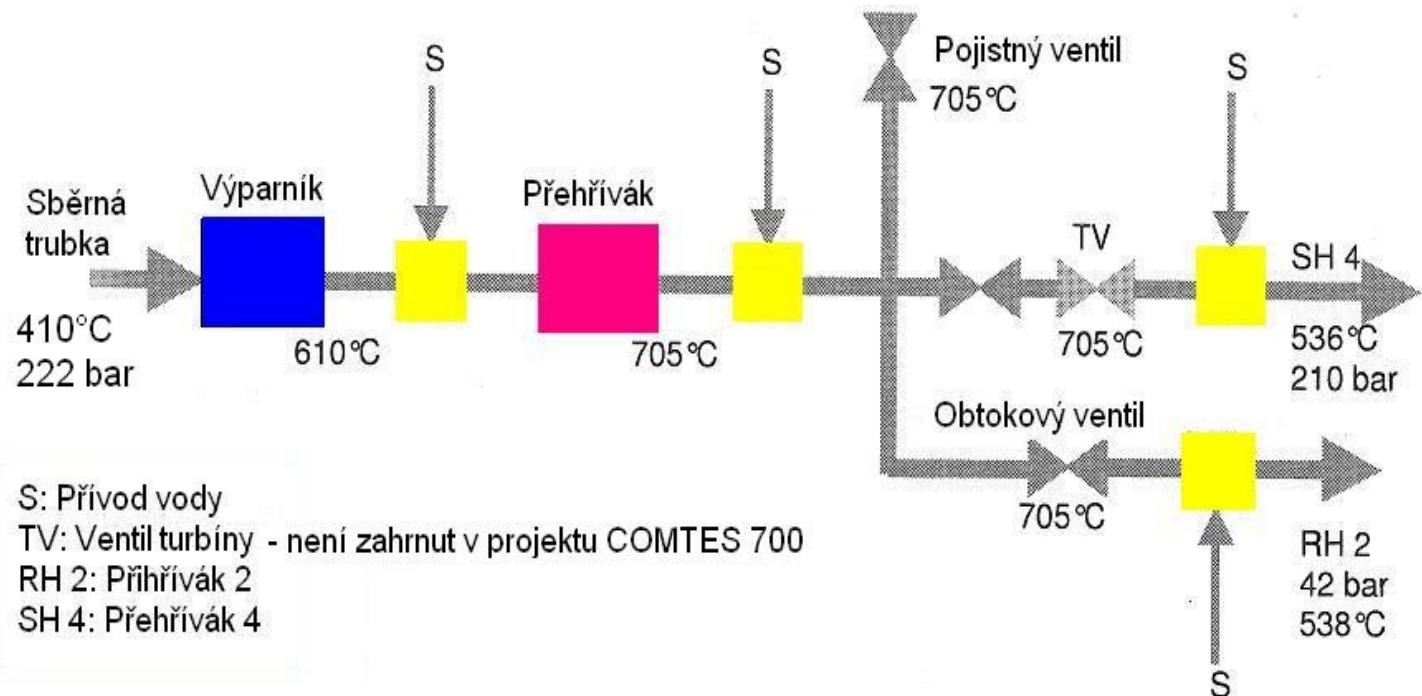 S
S
S
Pojistný ventil
705°C
Sběrná
trubka
Výparník
Přehřívák
TV
SH 4
410°C
222 bar
610°C
705°C
705°C
536°C
210 bar
Obtokový ventil
705°C
S: Přívod vody
TV: Ventil turbíny - není zahrnut v projektu COMTES 700
RH 2: Přihřívák 2
SH 4: Přehřívák 4
RH 2
42 bar
538°C
S